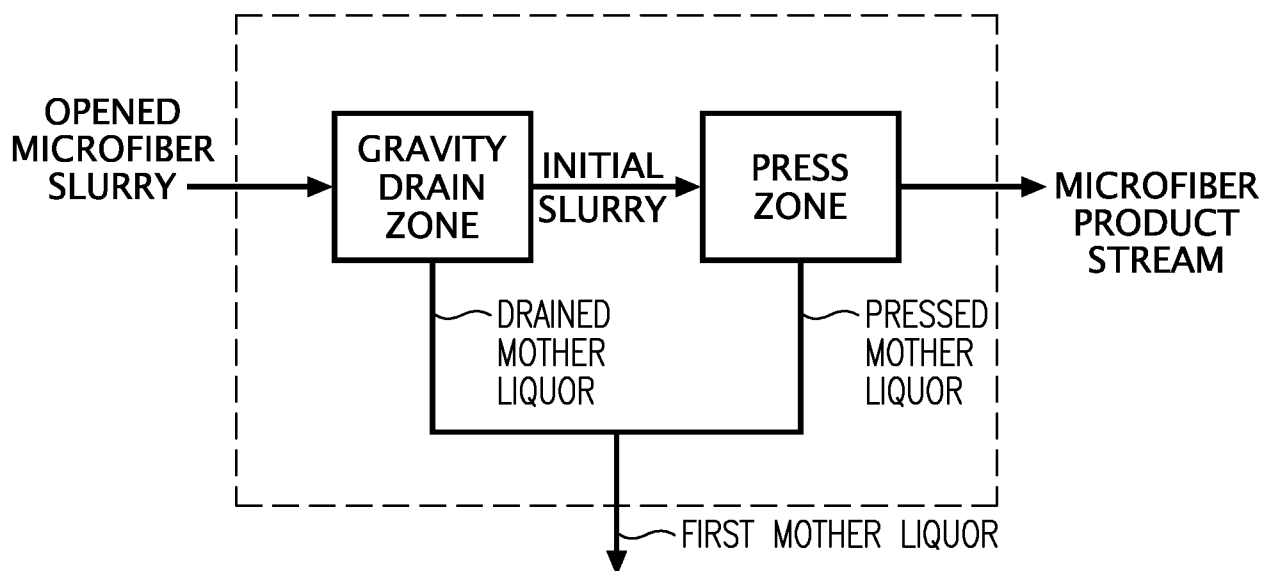 OPENED
MICROFIBER
SLURRY
GRAVITY
DRAIN
ZONE
INITIAL
SLURRY
PRESS
ZONE
MICROFIBER
PRODUCT
STREAM
DRAINED
MOTHER
LIQUOR
PRESSED
MOTHER
LIQUOR
FIRST MOTHER LIQUOR